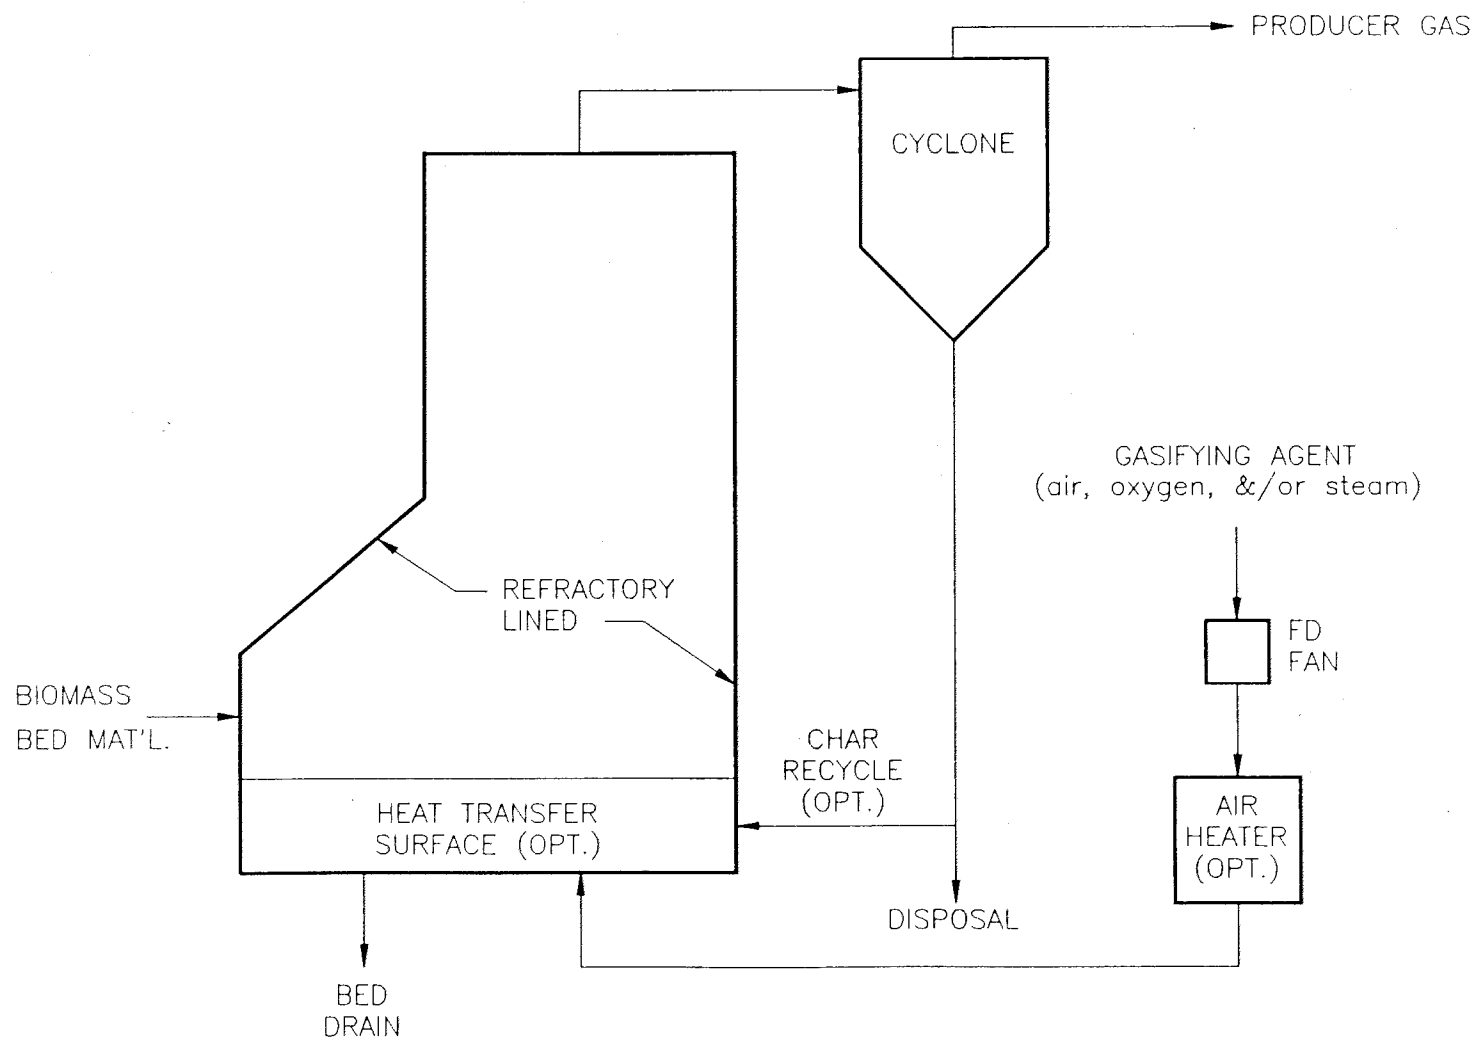 PRODUCER GAS
CYCLONE
GASIFYING AGENT
(air, oxygen, &/or steam)
REFRACTORY
LINED
FD
FAN
BIOMASS
BED MAT'L.
CHAR
RECYCLE
(OPT.)
HEAT TRANSFER
SURFACE (OPT.)
AIR
HEATER
(OPT.)
DISPOSAL
BED
DRAIN